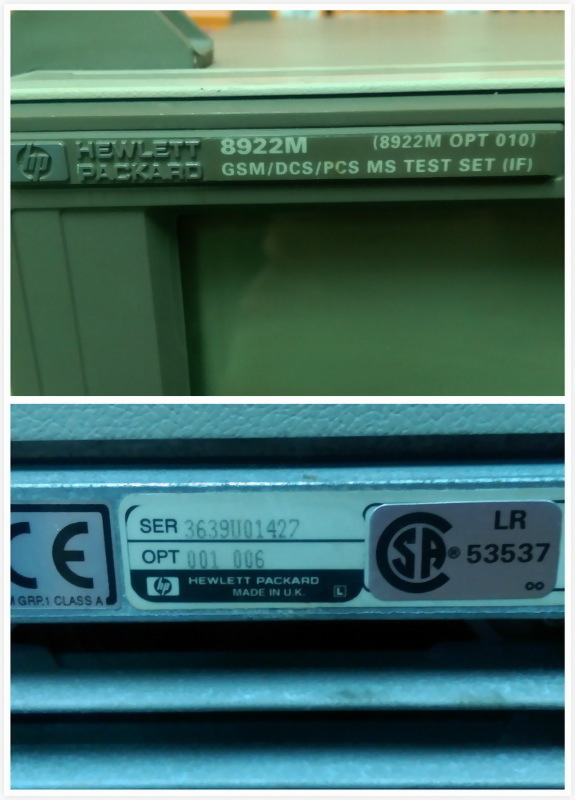 hp HEWLETT PACKARD
8922M (8922M OPT 010)
GSM/DCS/PCS MS TEST SET (IF)
CE
M GRP.1 CLASS A
SER 3639U01427
OPT 001 006
hp HEWLETT PACKARD
MADE IN U.K. L
LR
CSA ® 53537